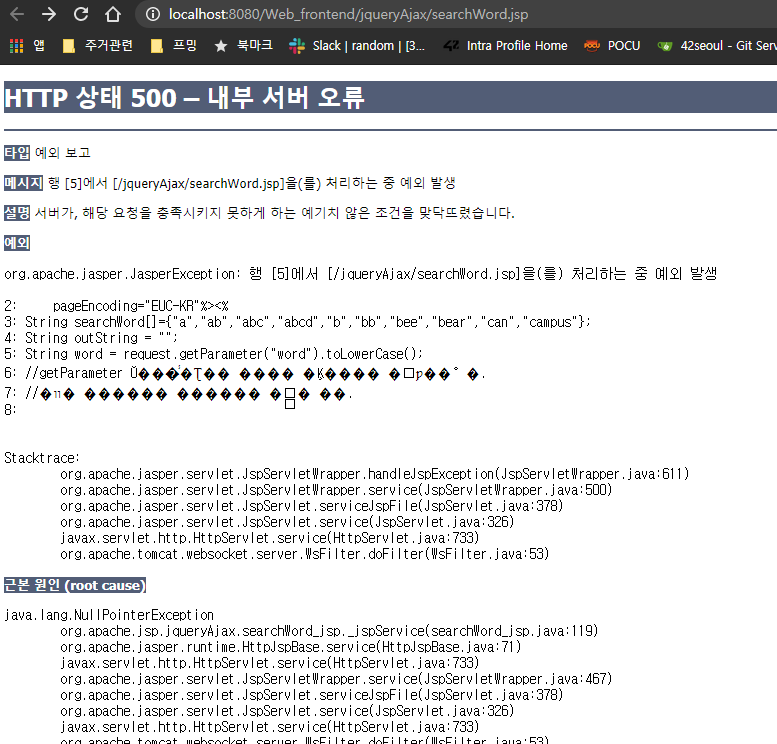 localhost:8080/Web_frontend/jqueryAjax/searchWord.jsp
앱 주거관련 프밍 북마크 Slack | random | [3... Intra Profile Home POCU POCU 42seoul - Git Serv
HTTP 상태 500 – 내부 서버 오류
타입 예외 보고
메시지 행 [5]에서 [/jqueryAjax/searchWord.jsp]을(를) 처리하는 중 예외 발생
설명 서버가, 해당 요청을 충족시키지 못하게 하는 예기치 않은 조건을 맞닥뜨렸습니다.
예외
org.apache.jasper.JasperException: 행 [5]에서 [/jqueryAjax/searchWord.jsp]을(를) 처리하는 중 예외 발생
2:     pageEncoding="EUC-KR"%><%
3: String searchWord[]={"a","ab","abc","abcd","b","bb","bee","bear","can","campus"};
4: String outString = "";
5: String word = request.getParameter("word").toLowerCase();
6: //getParameter
7: //
8:
Stacktrace:
org.apache.jasper.servlet.JspServletWrapper.handleJspException(JspServletWrapper.java:611)
org.apache.jasper.servlet.JspServletWrapper.service(JspServletWrapper.java:500)
org.apache.jasper.servlet.JspServlet.serviceJspFile(JspServlet.java:378)
org.apache.jasper.servlet.JspServlet.service(JspServlet.java:326)
javax.servlet.http.HttpServlet.service(HttpServlet.java:733)
org.apache.tomcat.websocket.server.WsFilter.doFilter(WsFilter.java:53)
근본 원인 (root cause)
java.lang.NullPointerException
org.apache.jsp.jqueryAjax.searchWord_jsp._jspService(searchWord_jsp.java:119)
org.apache.jasper.runtime.HttpJspBase.service(HttpJspBase.java:71)
javax.servlet.http.HttpServlet.service(HttpServlet.java:733)
org.apache.jasper.servlet.JspServletWrapper.service(JspServletWrapper.java:467)
org.apache.jasper.servlet.JspServlet.serviceJspFile(JspServlet.java:378)
org.apache.jasper.servlet.JspServlet.service(JspServlet.java:326)
javax.servlet.http.HttpServlet.service(HttpServlet.java:733)
org.apache.tomcat.websocket.server.WsFilter.doFilter(WsFilter.java:53)